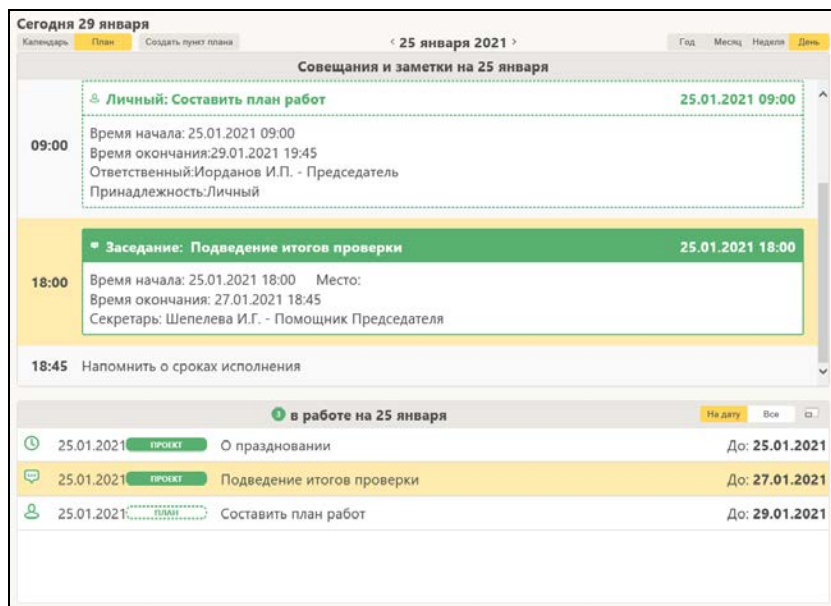 Сегодня 29 января
Календарь План Создать пункт плана < 25 января 2021 > Год Месяц Неделя День
Совещания и заметки на 25 января
Личный: Составить план работ 25.01.2021 09:00
09:00
Время начала: 25.01.2021 09:00
Время окончания:29.01.2021 19:45
Ответственный:Иорданов И.П. - Председатель
Принадлежность:Личный
Заседание: Подведение итогов проверки 25.01.2021 18:00
18:00
Время начала: 25.01.2021 18:00 Место:
Время окончания: 27.01.2021 18:45
Секретарь: Шепелева И.Г. - Помощник Председателя
18:45 Напомнить о сроках исполнения
3 в работе на 25 января На дату Все
25.01.2021 ПРОЕКТ О праздновании До: 25.01.2021
25.01.2021 ПРОЕКТ Подведение итогов проверки До: 27.01.2021
25.01.2021 ПЛАН Составить план работ До: 29.01.2021